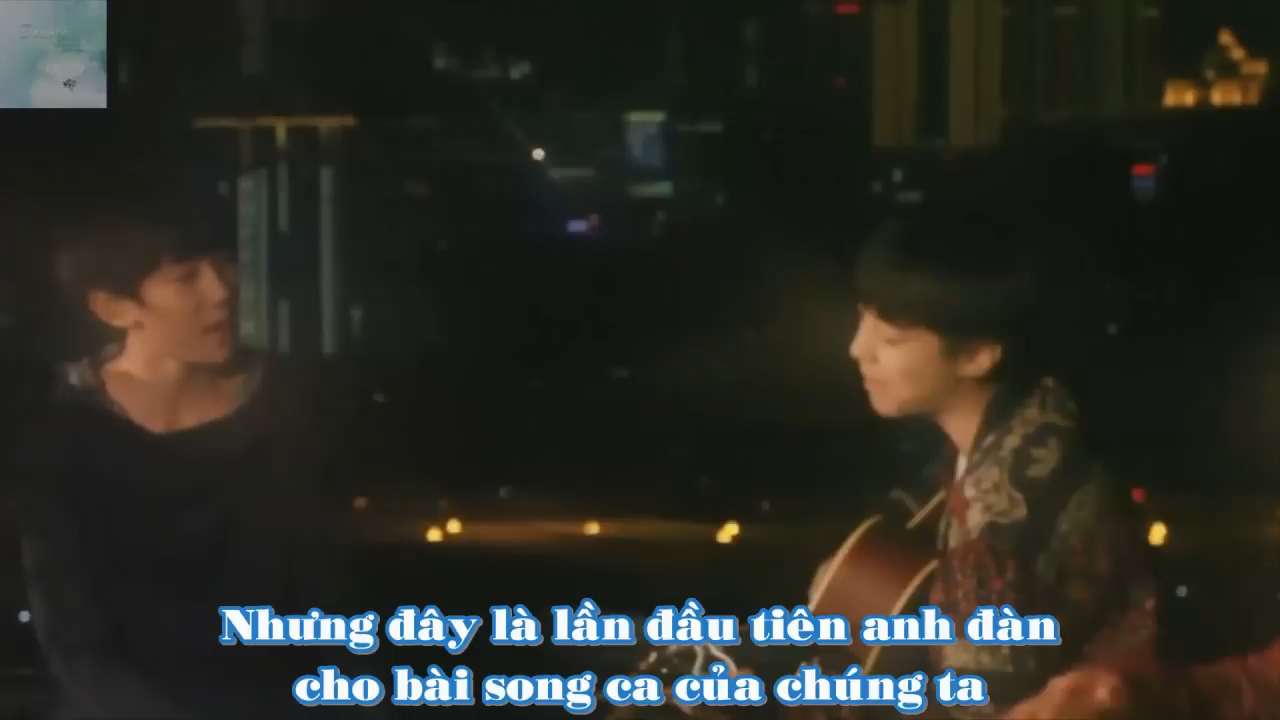 Nhưng đây là lần đầu tiên anh đàn
cho bài song ca của chúng ta